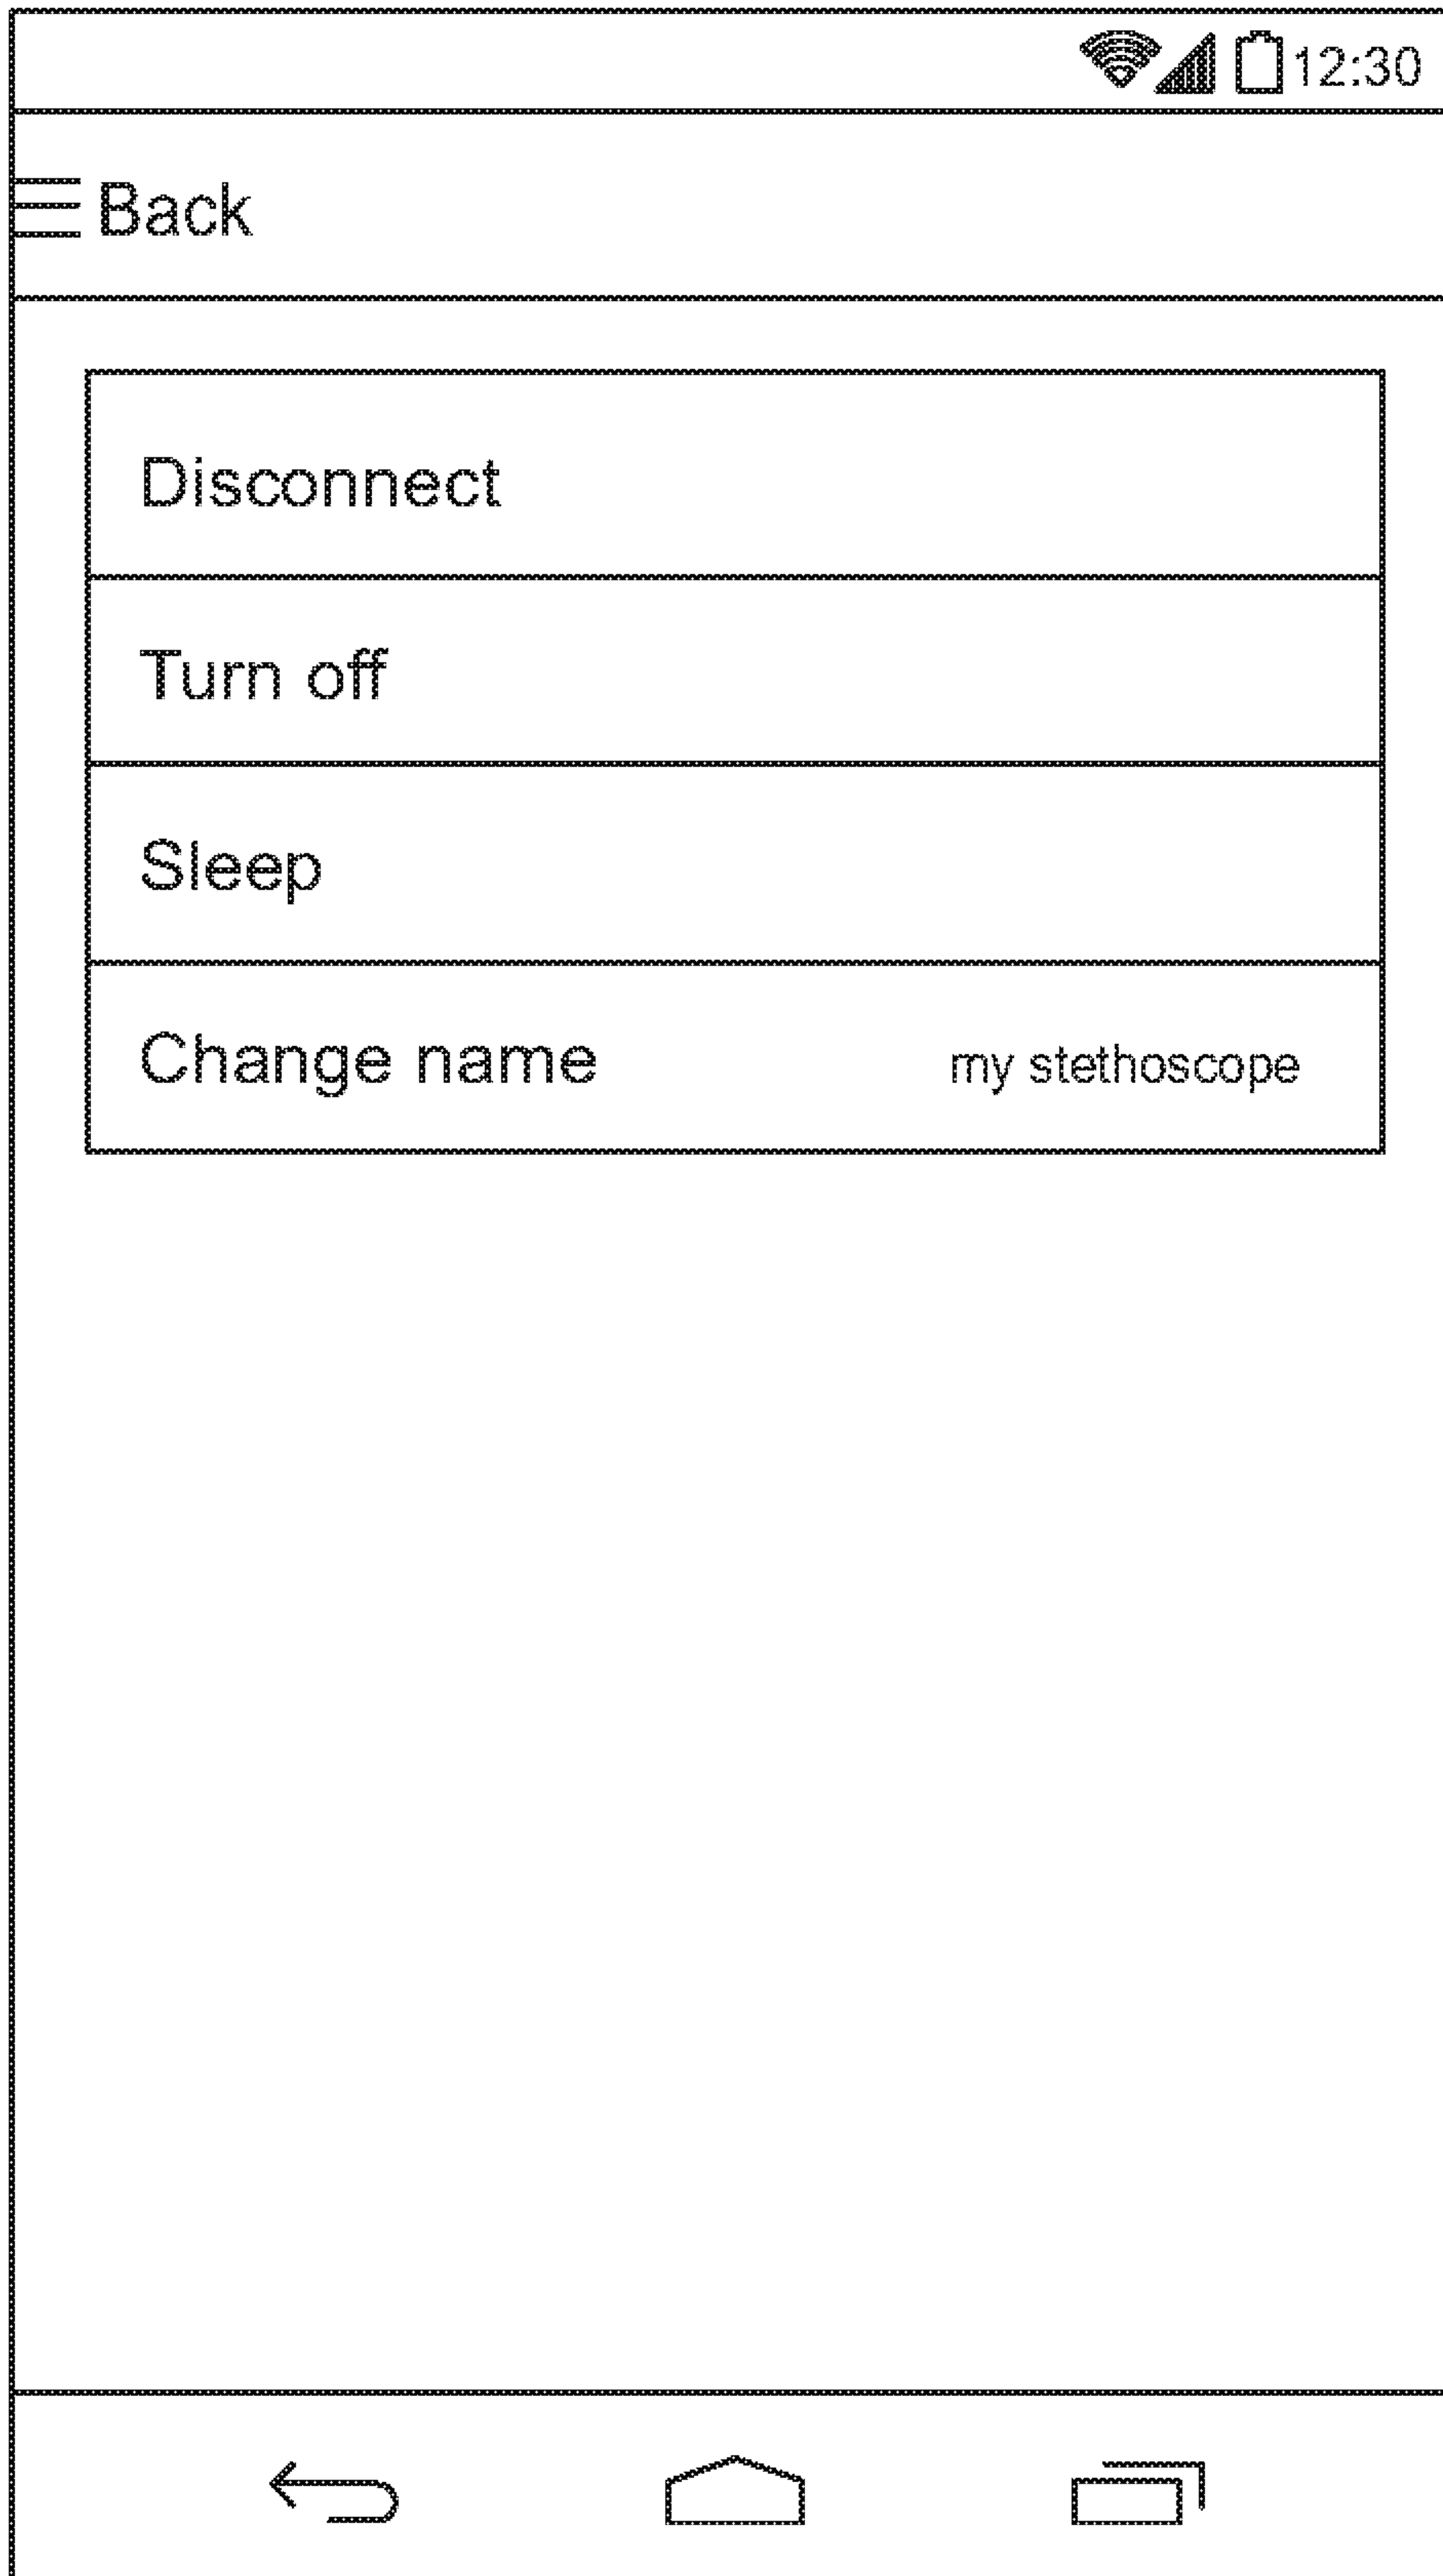 12:30
Back
Disconnect
Turn off
Sleep
Change name my stethoscope